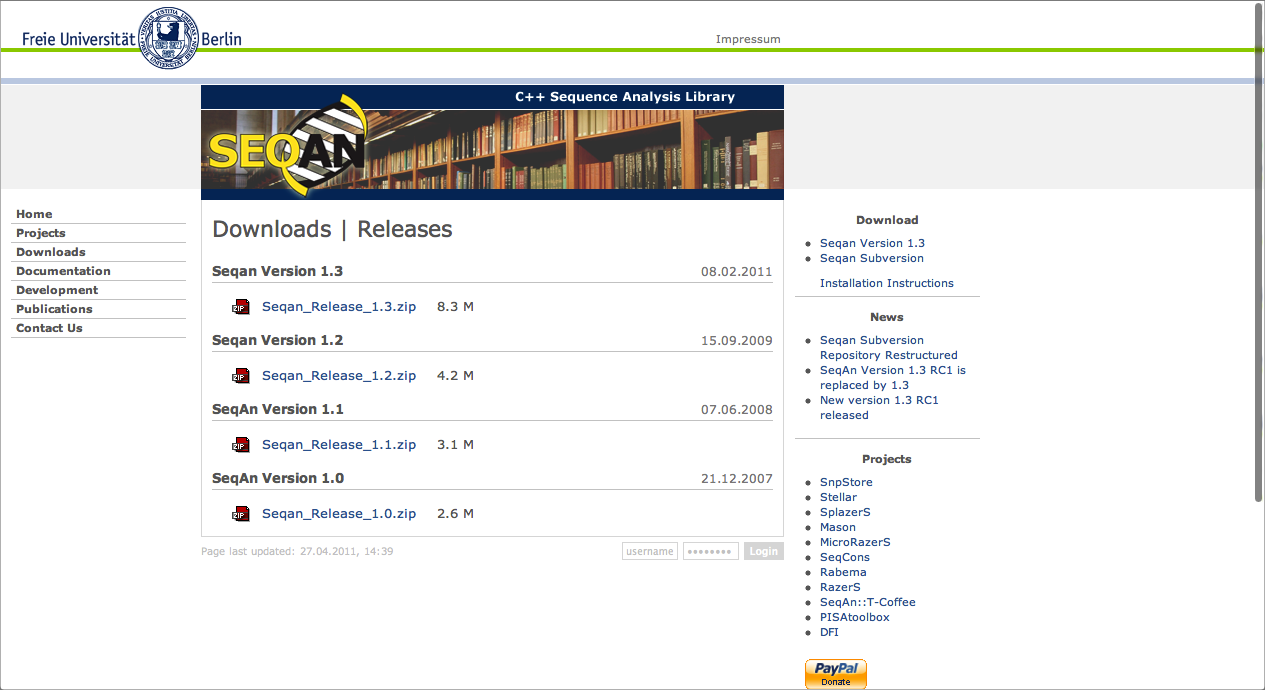 Freie Universität Berlin
Impressum
C++ Sequence Analysis Library
SEQAN
Home
Projects
Downloads
Documentation
Development
Publications
Contact Us
Downloads | Releases
Seqan Version 1.3 08.02.2011
ZIP Seqan_Release_1.3.zip 8.3 M
Seqan Version 1.2 15.09.2009
ZIP Seqan_Release_1.2.zip 4.2 M
SeqAn Version 1.1 07.06.2008
ZIP Seqan_Release_1.1.zip 3.1 M
SeqAn Version 1.0 21.12.2007
ZIP Seqan_Release_1.0.zip 2.6 M
Page last updated: 27.04.2011, 14:39
username •••••••• Login
Download
Seqan Version 1.3
Seqan Subversion
Installation Instructions
News
Seqan Subversion
Repository Restructured
SeqAn Version 1.3 RC1 is
replaced by 1.3
New version 1.3 RC1
released
Projects
SnpStore
Stellar
SplazerS
Mason
MicroRazerS
SeqCons
Rabema
RazerS
SeqAn::T-Coffee
PISAtoolbox
DFI
PayPal
Donate